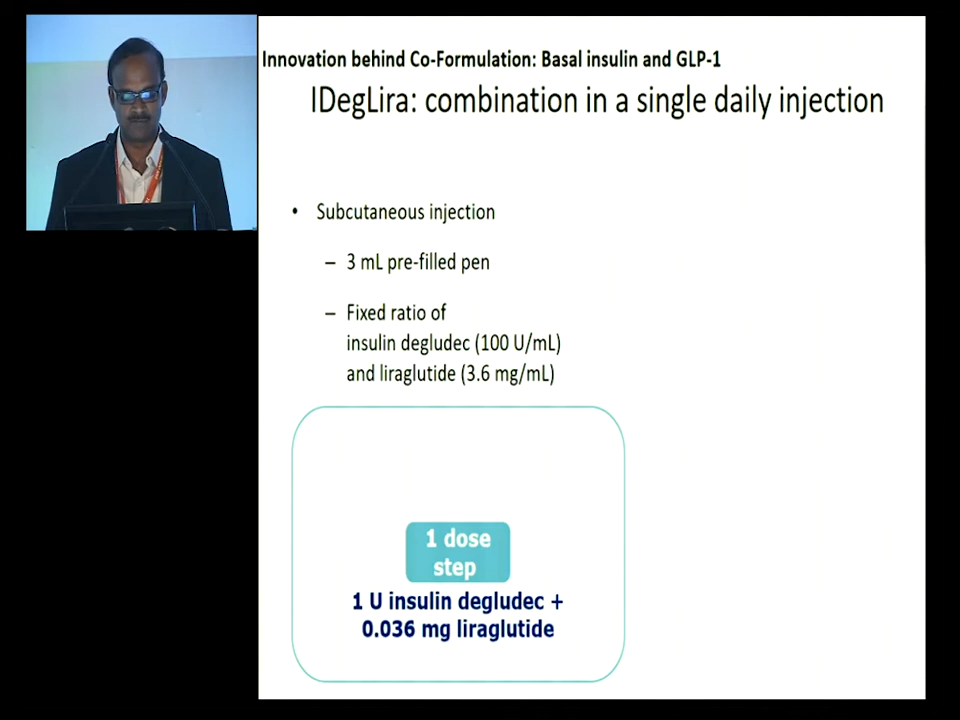 Innovation behind Co-Formulation: Basal insulin and GLP-1
IDegLira: combination in a single daily injection
• Subcutaneous injection
– 3 mL pre-filled pen
– Fixed ratio of
insulin degludec (100 U/mL)
and liraglutide (3.6 mg/mL)
1 dose
step
1 U insulin degludec +
0.036 mg liraglutide